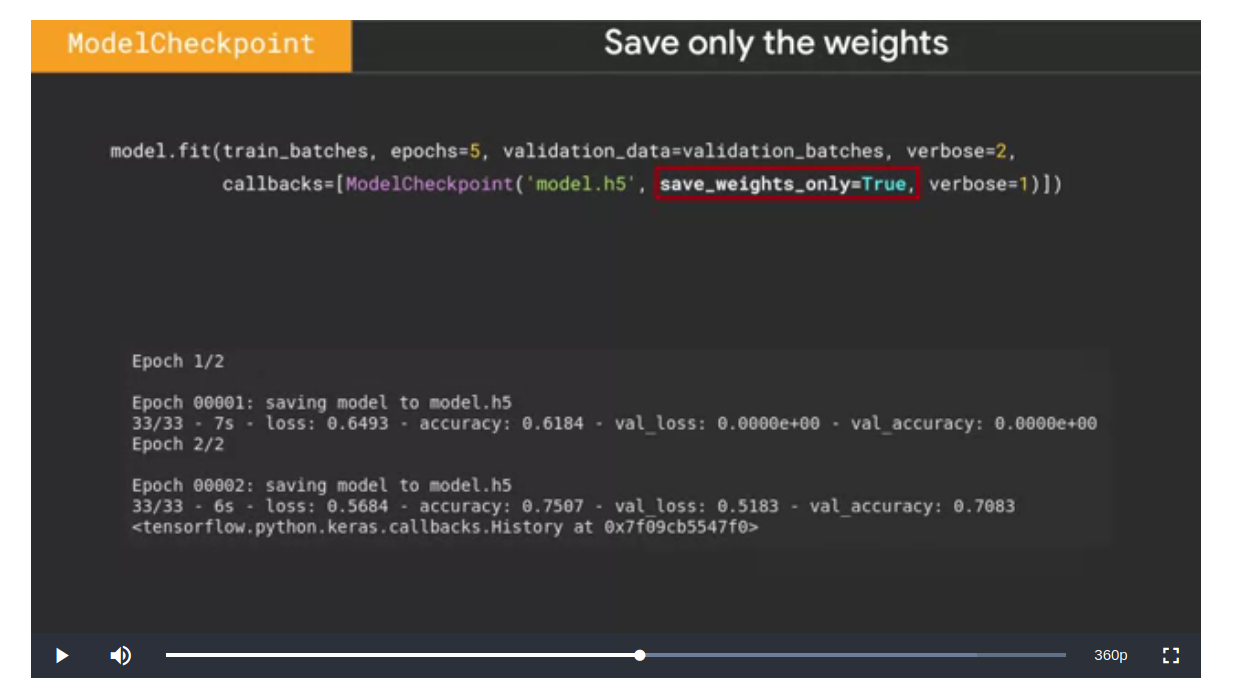 ModelCheckpoint
Save only the weights
model.fit(train_batches, epochs=5, validation_data=validation_batches, verbose=2,
callbacks=[ModelCheckpoint('model.h5', save_weights_only=True, verbose=1)])
Epoch 1/2
Epoch 00001: saving model to model.h5
33/33 - 7s - loss: 0.6493 - accuracy: 0.6184 - val_loss: 0.0000e+00 - val_accuracy: 0.0000e+00
Epoch 2/2
Epoch 00002: saving model to model.h5
33/33 - 6s - loss: 0.5684 - accuracy: 0.7507 - val_loss: 0.5183 - val_accuracy: 0.7083
<tensorflow.python.keras.callbacks.History at 0x7f09cb5547f0>
360p